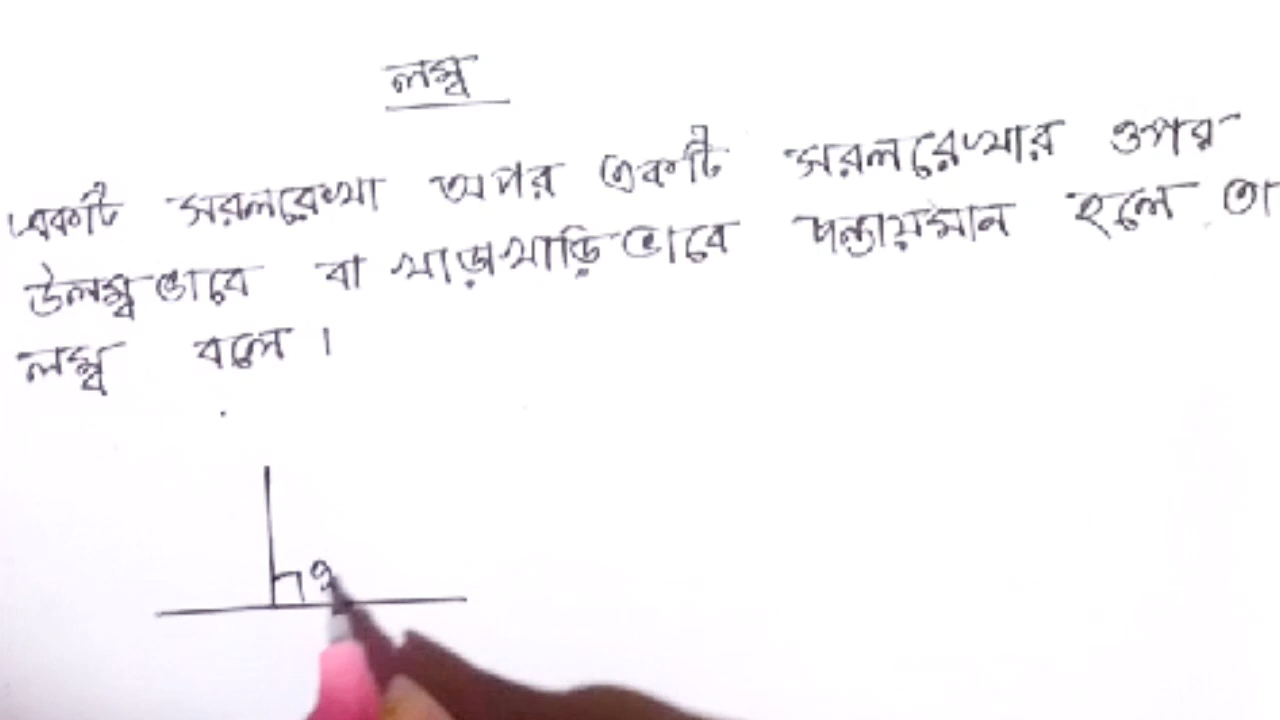 লম্ব
একটি সরলরেখা অপর একটি সরলরেখার ওপর
উলম্বভাবে বা খাড়াখাড়িভাবে দন্ডায়মান হলে তা
লম্ব বলে।